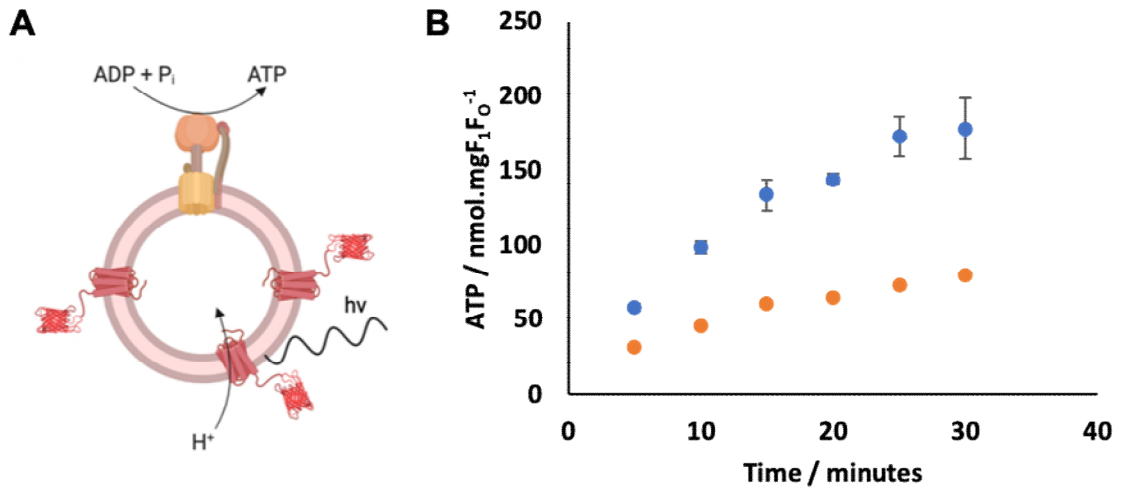 A
ADP + Pᵢ
ATP
hν
H⁺
B
ATP / nmol.mgF₁Fₒ⁻¹
250
200
150
100
50
0
0
10
20
30
40
Time / minutes